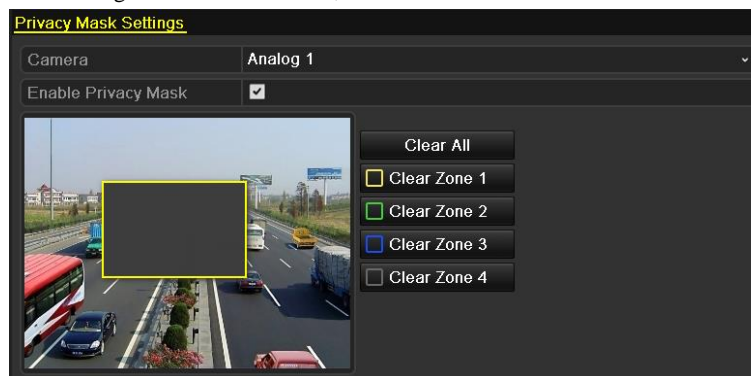 Privacy Mask Settings
Camera Analog 1
Enable Privacy Mask
Clear All
Clear Zone 1
Clear Zone 2
Clear Zone 3
Clear Zone 4